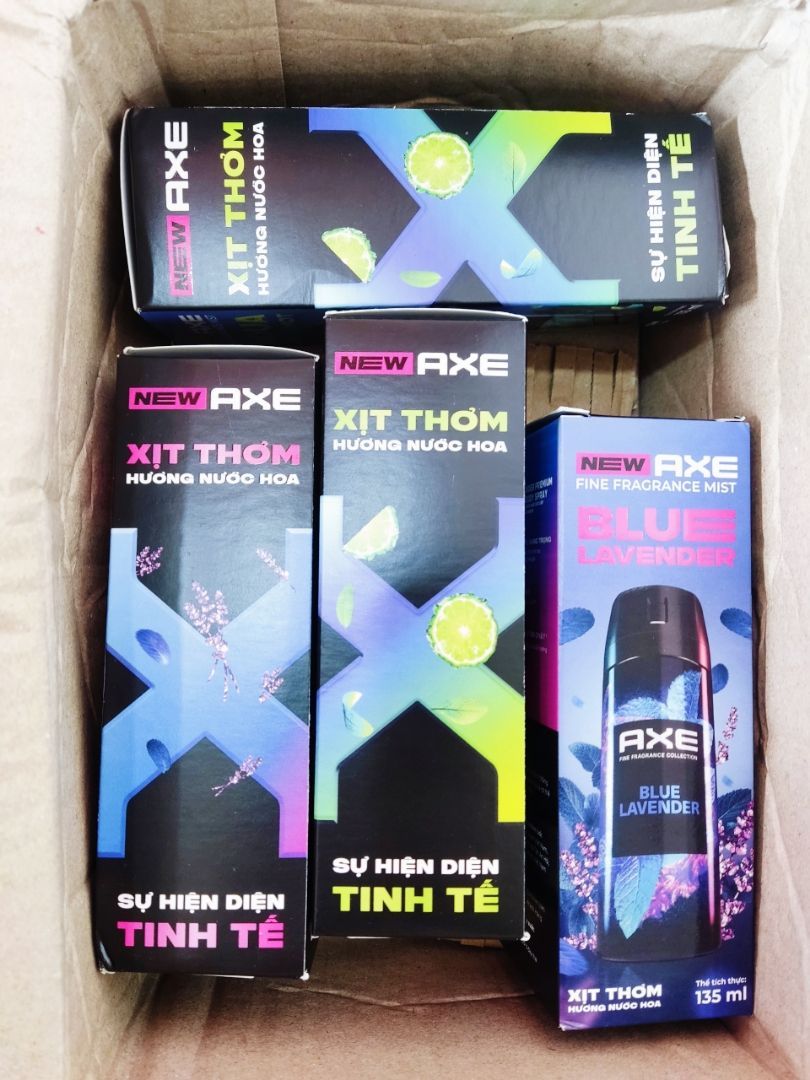 NEW AXE
XỊT THƠM
HƯƠNG NƯỚC HOA
SỰ HIỆN DIỆN
TINH TẾ
NEW AXE
XỊT THƠM
HƯƠNG NƯỚC HOA
SỰ HIỆN DIỆN
TINH TẾ
NEW AXE
XỊT THƠM
HƯƠNG NƯỚC HOA
SỰ HIỆN DIỆN
TINH TẾ
NEW AXE
FINE FRAGRANCE MIST
BLUE
LAVENDER
AXE
FINE FRAGRANCE COLLECTION
BLUE
LAVENDER
XỊT THƠM
HƯƠNG NƯỚC HOA
Thể tích thực:
135 ml